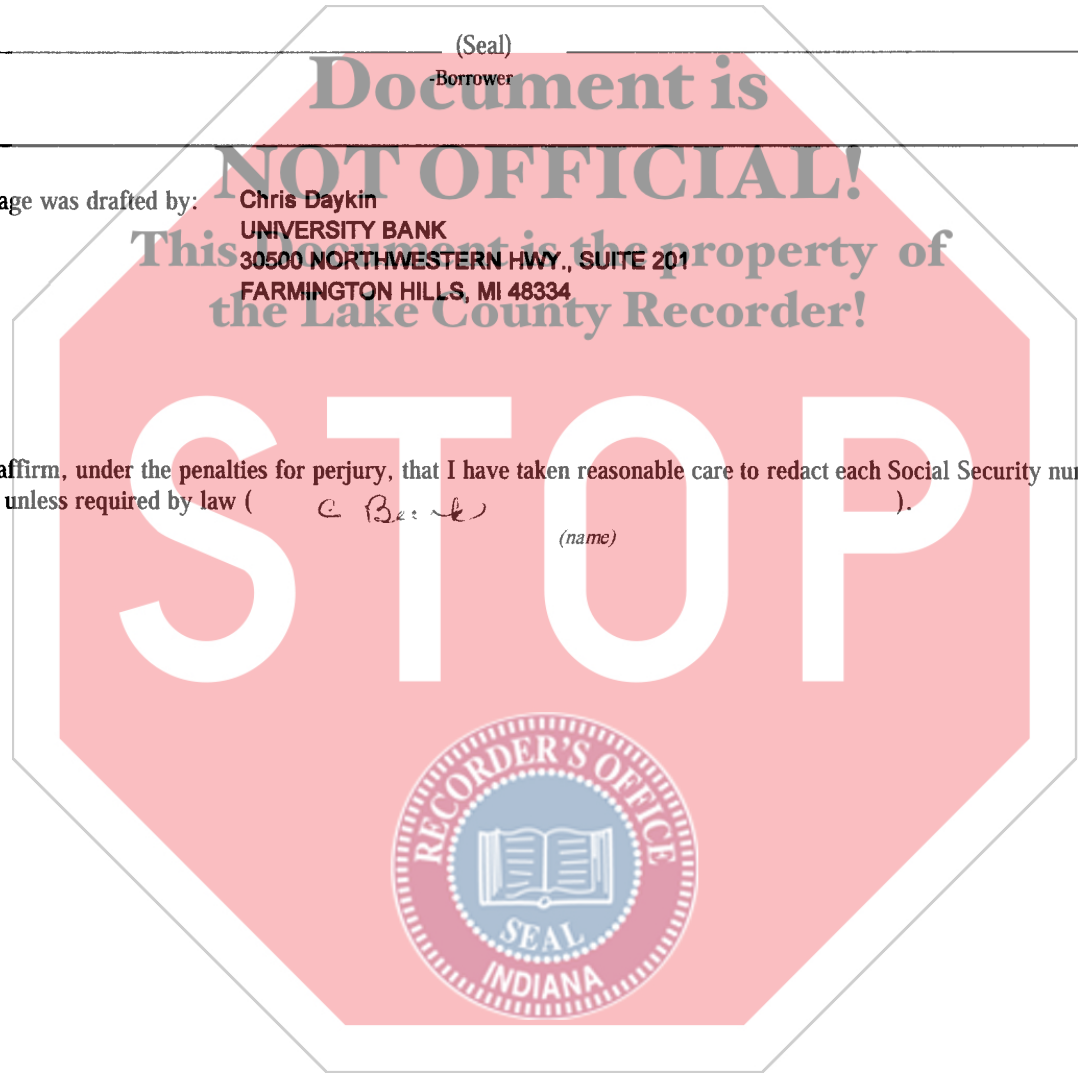 (Seal)
-Borrower
Document is
NOT OFFICIAL!
This Document is the property of
the Lake County Recorder!
age was drafted by: Chris Daykin
UNIVERSITY BANK
30500 NORTHWESTERN HWY., SUITE 201
FARMINGTON HILLS, MI 48334
affirm, under the penalties for perjury, that I have taken reasonable care to redact each Social Security nu
unless required by law ( C ).
(name)
STOP
RECORDER'S OFFICE
SEAL
INDIANA